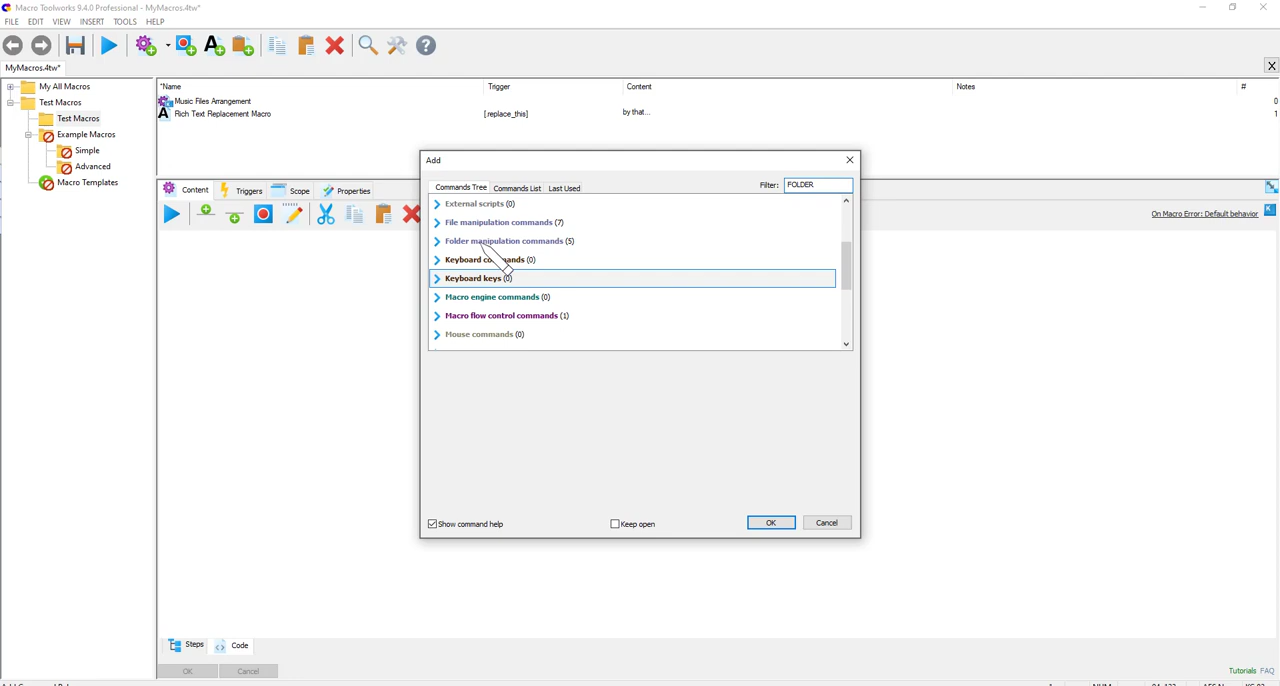 Macro Toolworks 9.4.0 Professional - MyMacros.4tw*
FILE EDIT VIEW INSERT TOOLS HELP
MyMacros.4tw*
My All Macros
Test Macros
Test Macros
Example Macros
Simple
Advanced
Macro Templates
*Name Trigger Content Notes #
Music Files Arrangement 0
Rich Text Replacement Macro [.replace_this] by that... 1
Content Triggers Scope Properties
On Macro Error: Default behavior
Add
Commands Tree Commands List Last Used Filter: FOLDER
External scripts (0)
File manipulation commands (7)
Folder manipulation commands (5)
Keyboard commands (0)
Keyboard keys (0)
Macro engine commands (0)
Macro flow control commands (1)
Mouse commands (0)
Show command help Keep open OK Cancel
Steps Code
OK Cancel
Tutorials FAQ